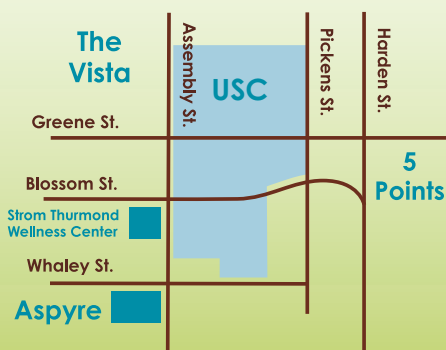 The
Vista
Assembly St.
USC
Pickens St.
Harden St.
Greene St.
5
Points
Blossom St.
Strom Thurmond
Wellness Center
Whaley St.
Aspyre